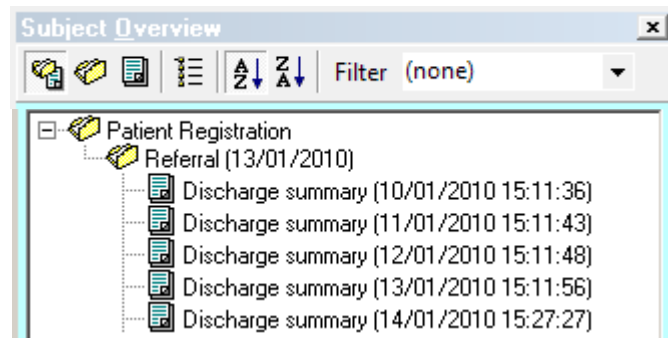 Subject Overview
A Z Z A Filter (none)
Patient Registration
Referral (13/01/2010)
Discharge summary (10/01/2010 15:11:36)
Discharge summary (11/01/2010 15:11:43)
Discharge summary (12/01/2010 15:11:48)
Discharge summary (13/01/2010 15:11:56)
Discharge summary (14/01/2010 15:27:27)